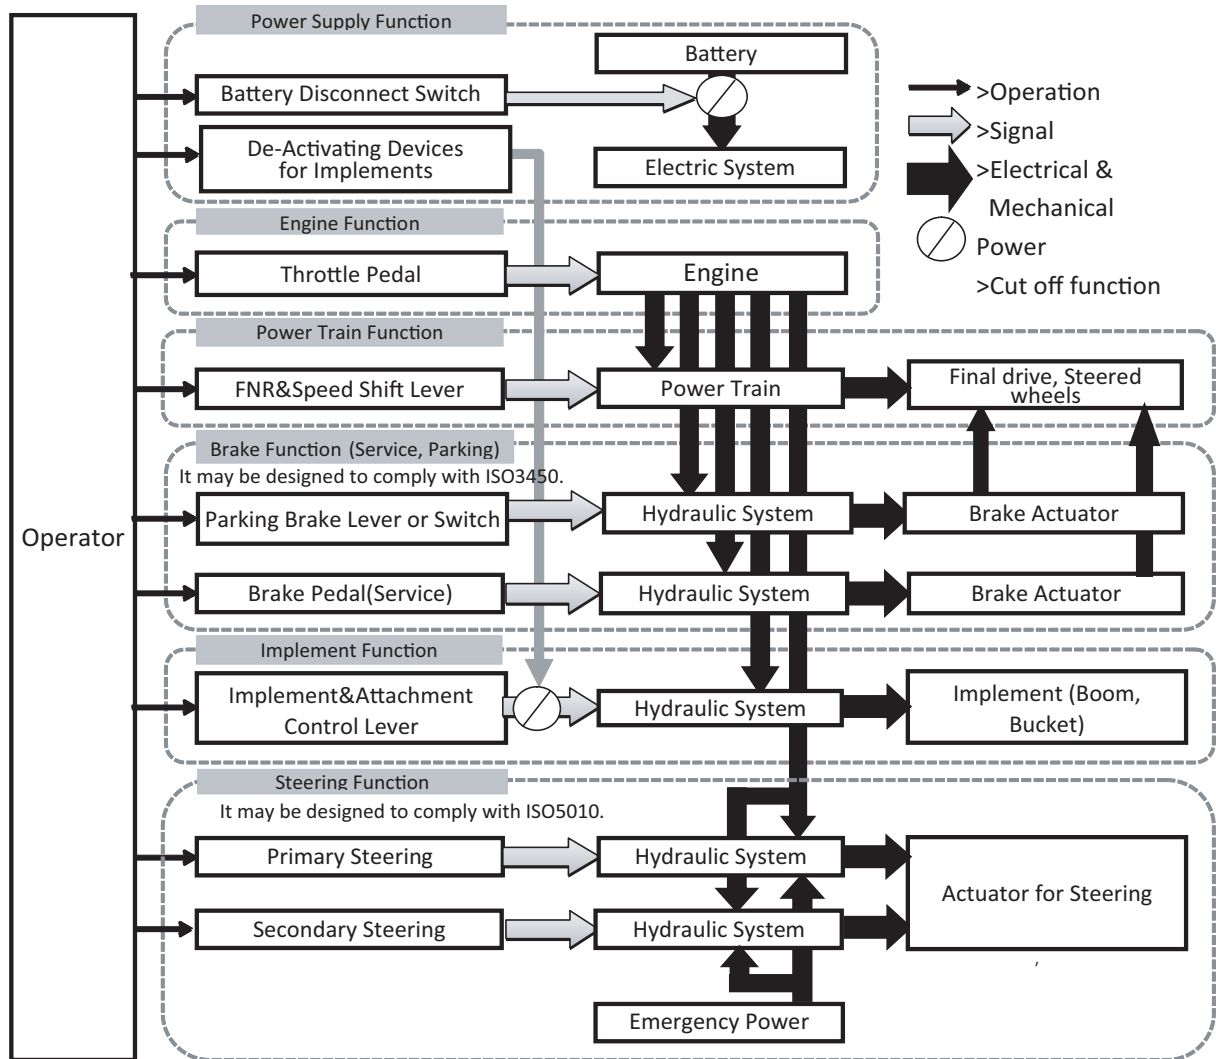 Operator
Power Supply Function
Battery
Battery Disconnect Switch
De-Activating Devices
for Implements
Electric System
>Operation
>Signal
>Electrical &
Mechanical
Power
>Cut off function
Engine Function
Throttle Pedal
Engine
Power Train Function
FNR&Speed Shift Lever
Power Train
Final drive, Steered
wheels
Brake Function (Service, Parking)
It may be designed to comply with ISO3450.
Parking Brake Lever or Switch
Hydraulic System
Brake Actuator
Brake Pedal(Service)
Hydraulic System
Brake Actuator
Implement Function
Implement&Attachment
Control Lever
Hydraulic System
Implement (Boom,
Bucket)
Steering Function
It may be designed to comply with ISO5010.
Primary Steering
Hydraulic System
Actuator for Steering
Secondary Steering
Hydraulic System
Emergency Power